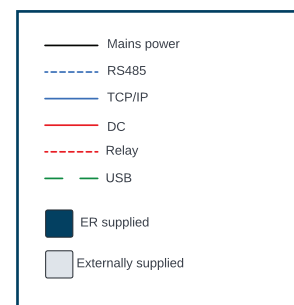 Mains power
RS485
TCP/IP
DC
Relay
USB
ER supplied
Externally supplied